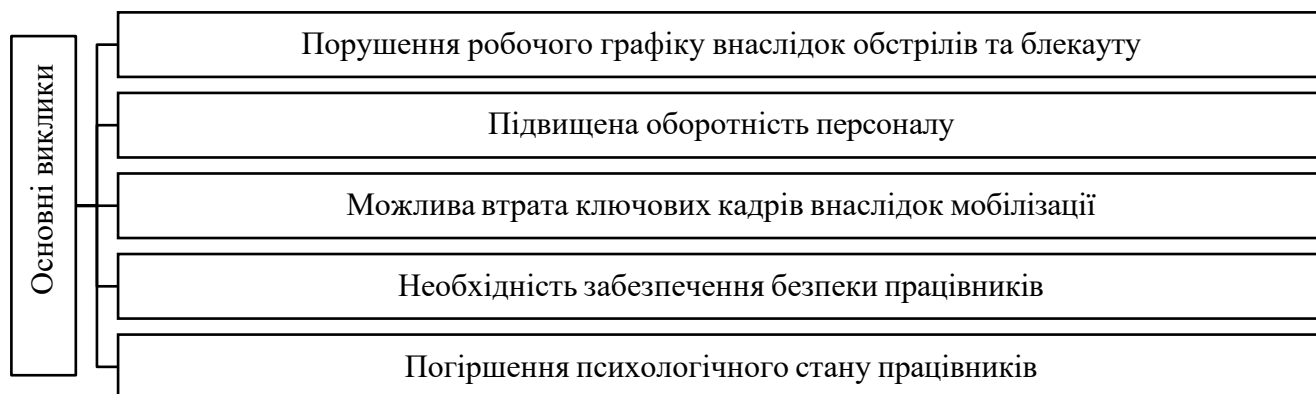 Основні виклики
Порушення робочого графіку внаслідок обстрілів та блекауту
Підвищена оборотність персоналу
Можлива втрата ключових кадрів внаслідок мобілізації
Необхідність забезпечення безпеки працівників
Погіршення психологічного стану працівників